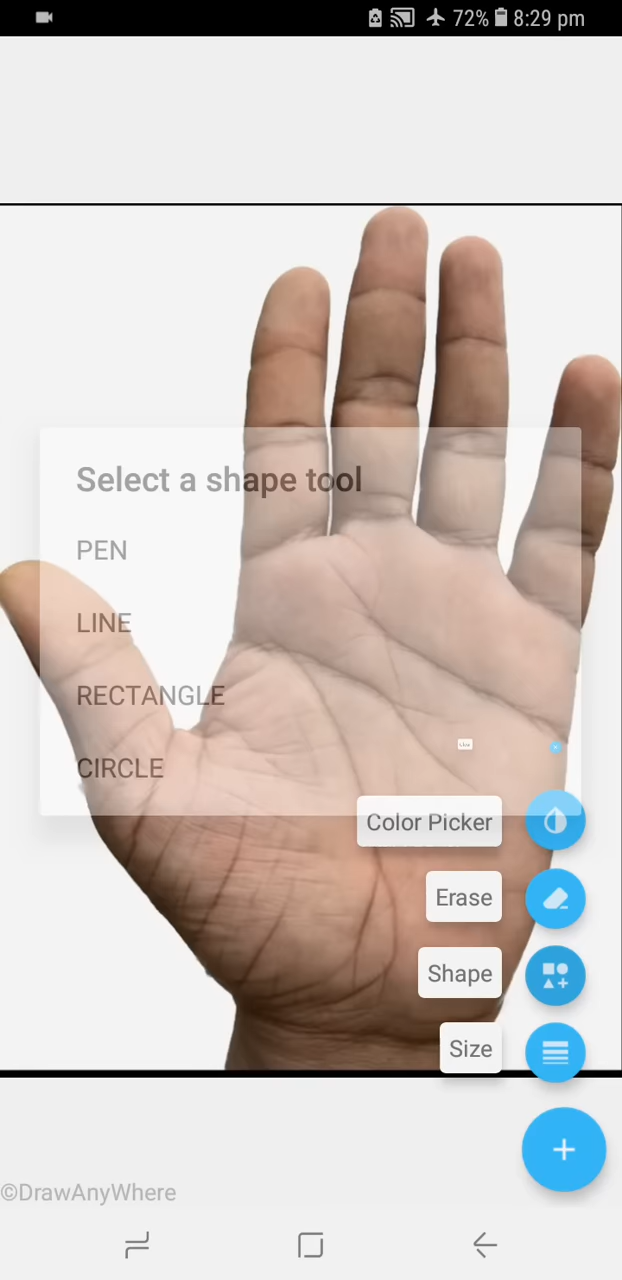 72% 8:29 pm
Select a shape tool
PEN
LINE
RECTANGLE
CIRCLE
Color Picker
Erase
Shape
Size
©DrawAnyWhere